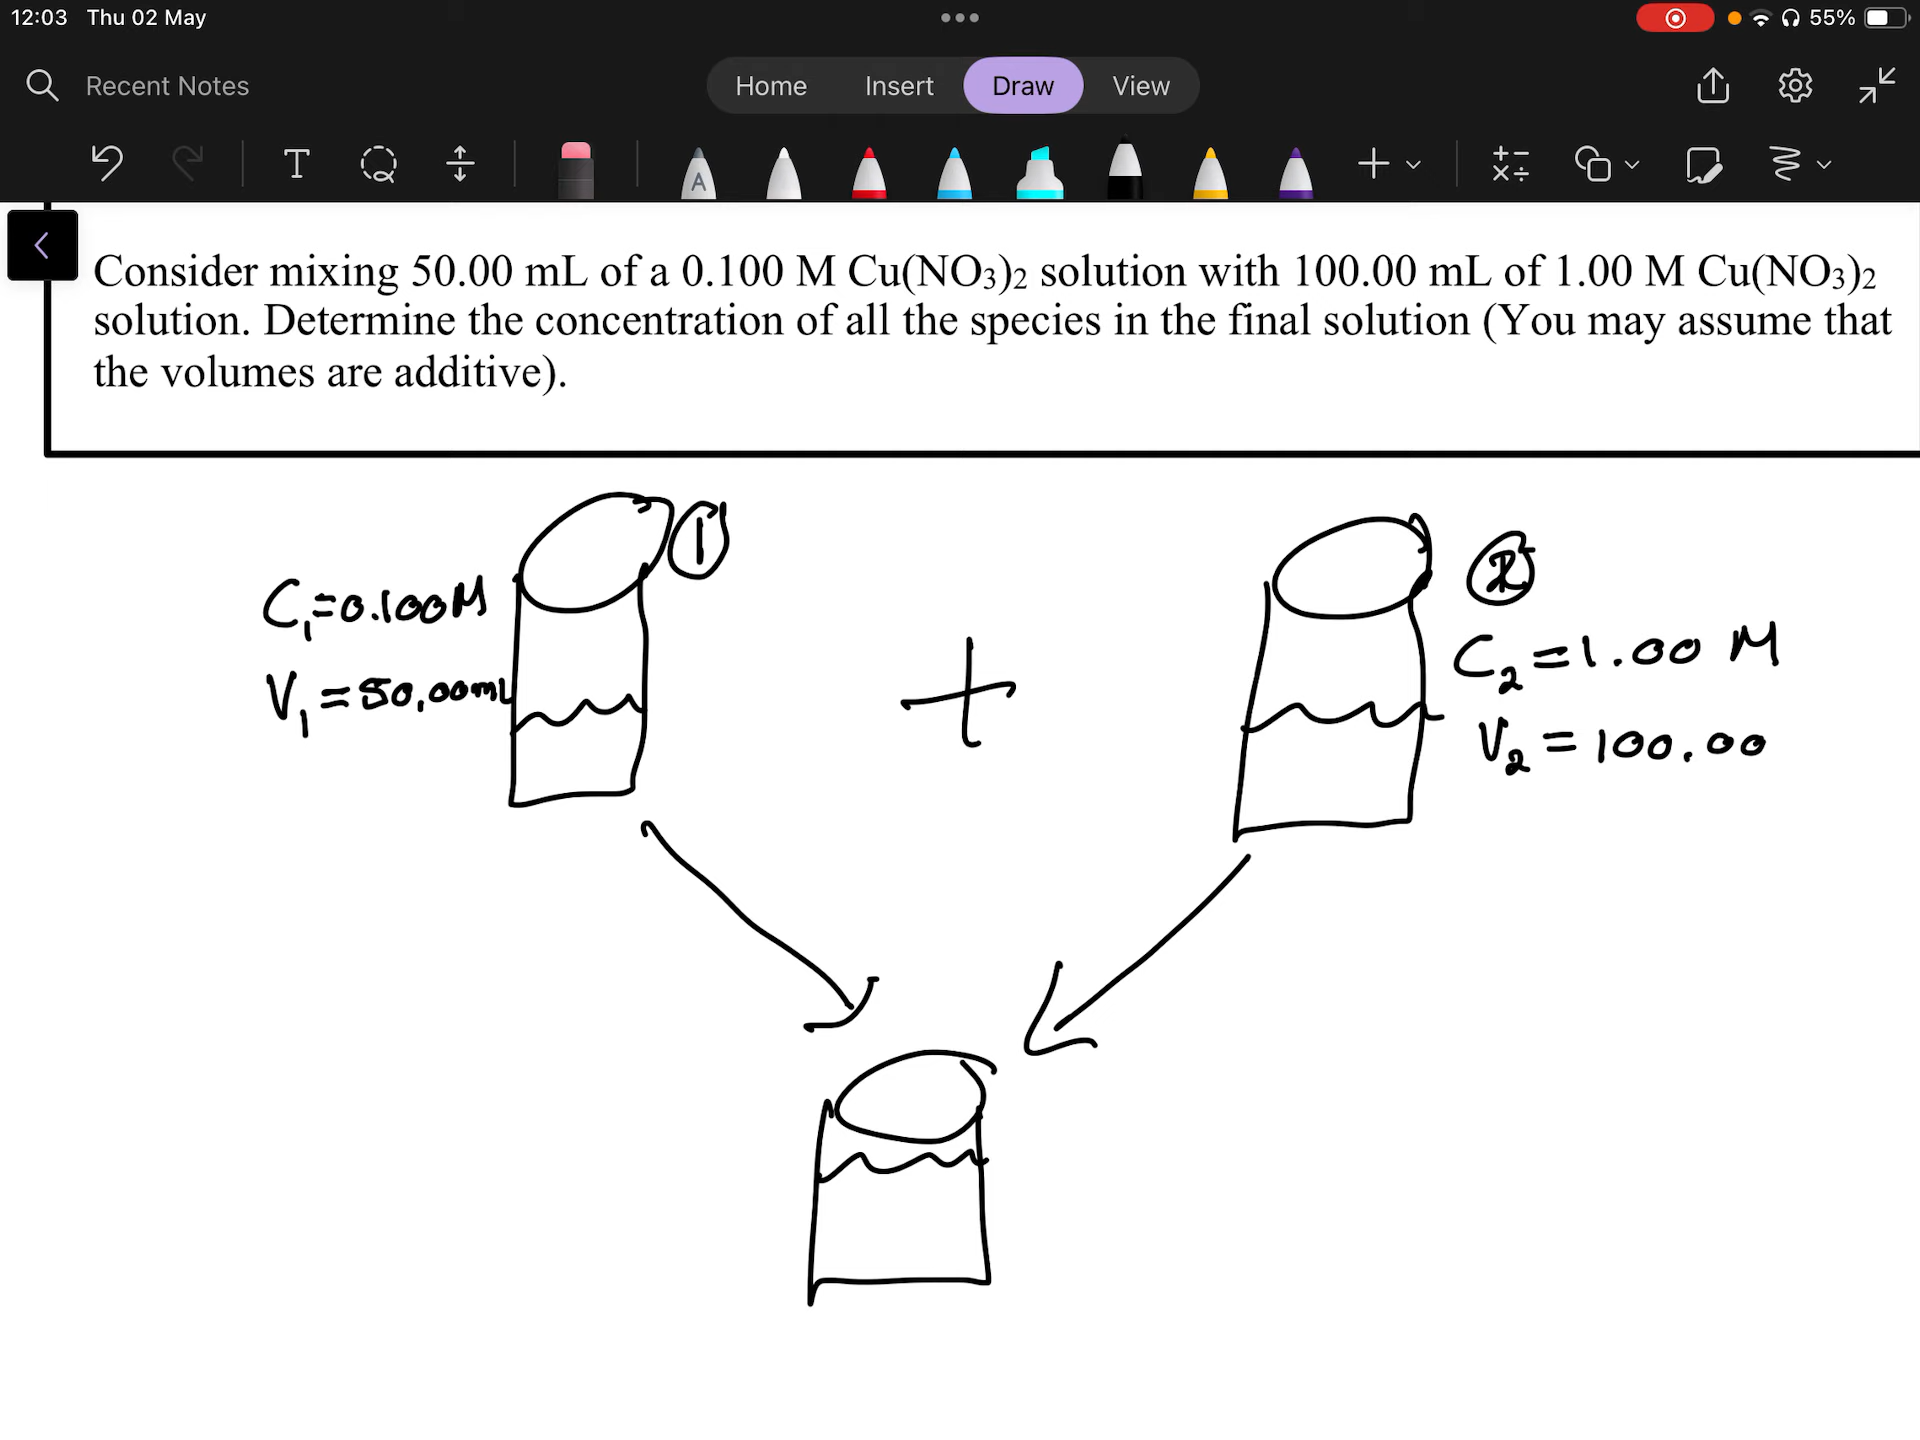 12:03 Thu 02 May
55%
Recent Notes
Home Insert Draw View
T
A
Consider mixing 50.00 mL of a 0.100 M Cu(NO₃)₂ solution with 100.00 mL of 1.00 M Cu(NO₃)₂
solution. Determine the concentration of all the species in the final solution (You may assume that
the volumes are additive).
1
C₁=0.100M
V₁=50.00mL
+
2
C₂=1.00 M
V₂=100.00